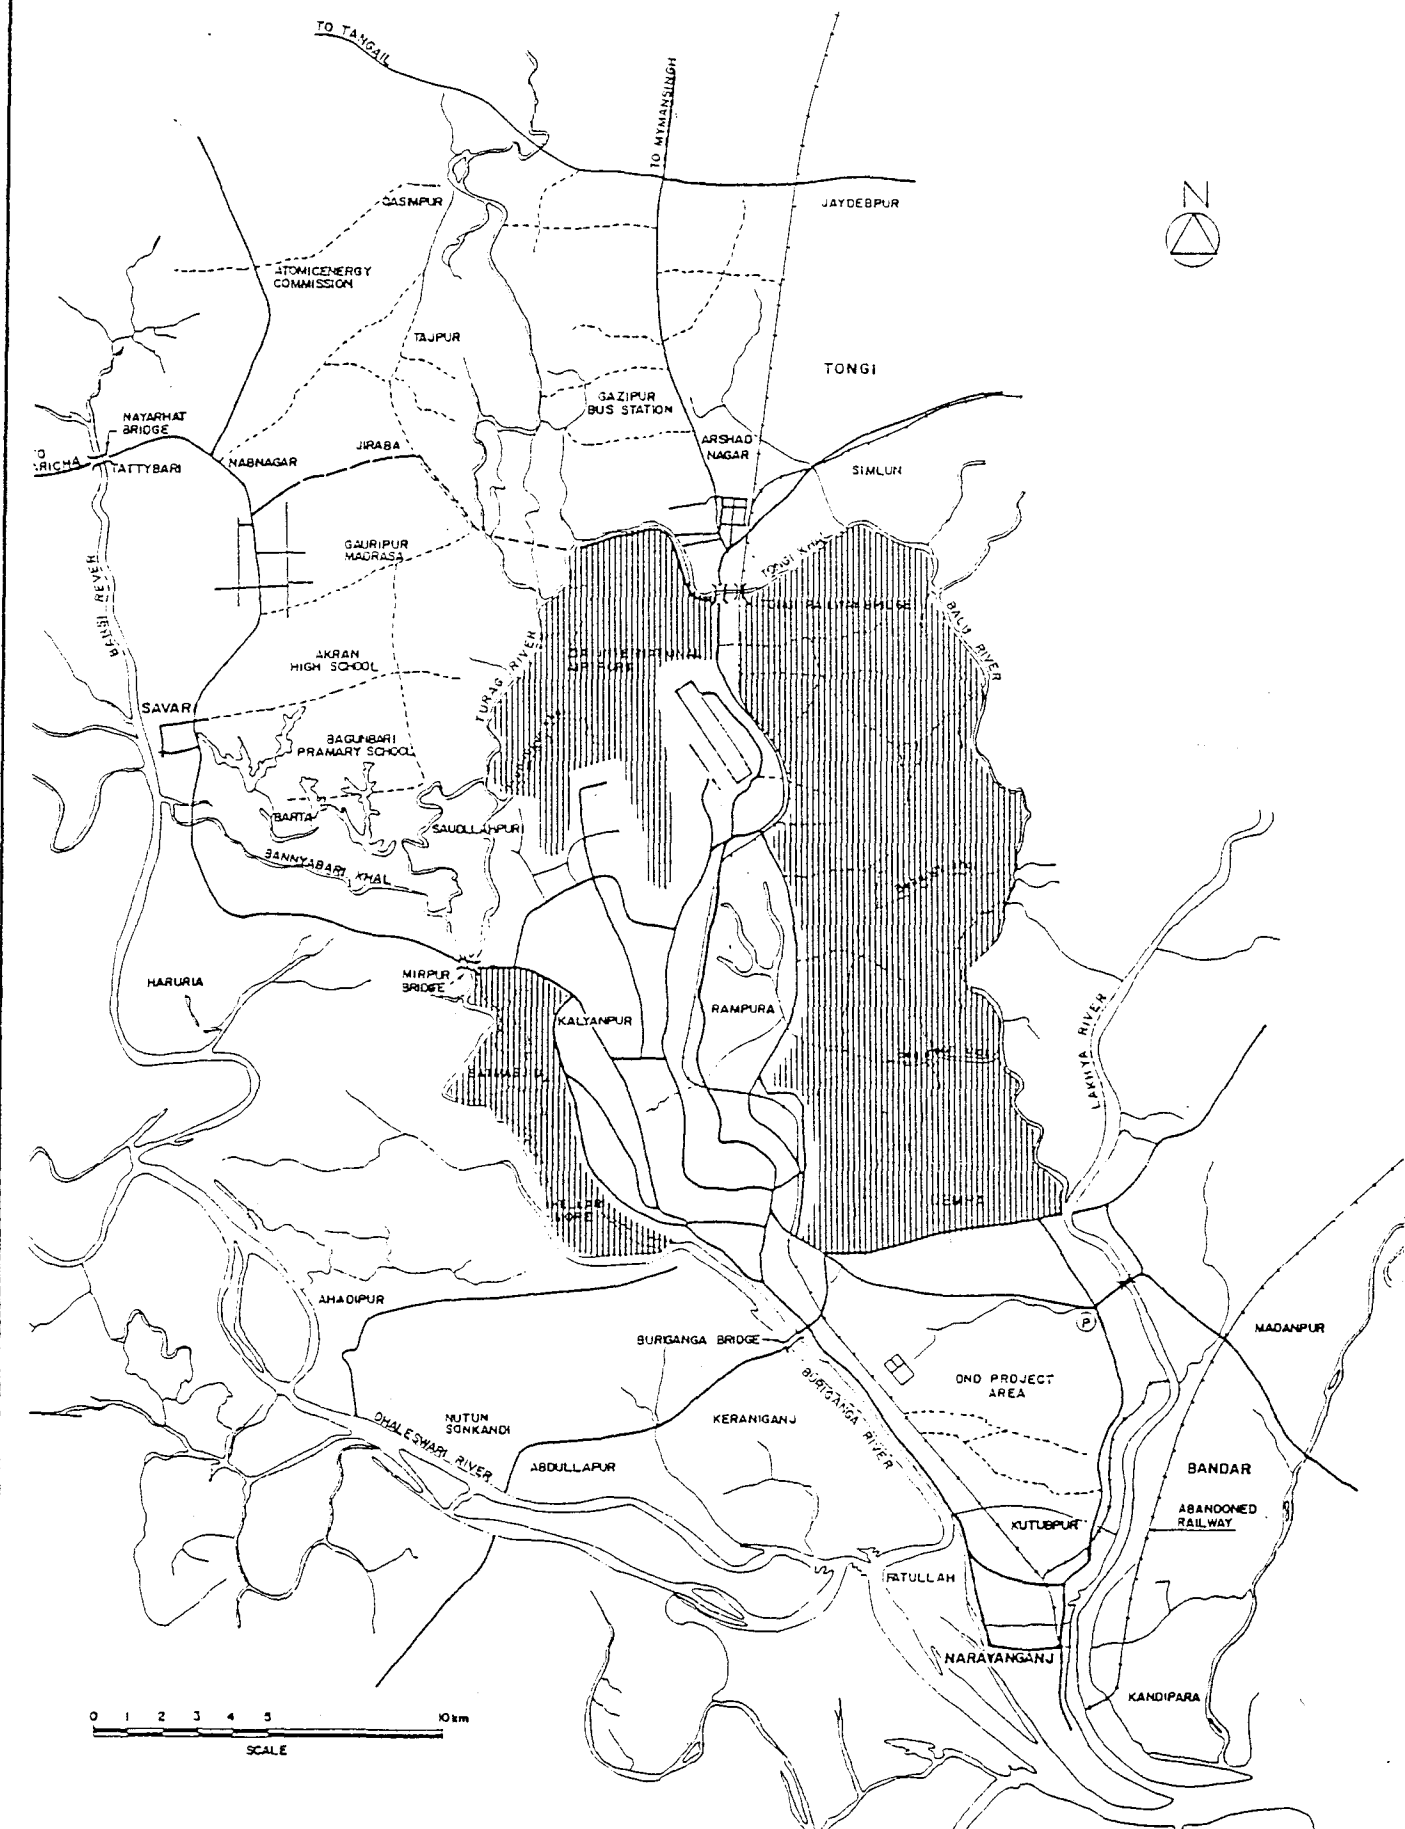 TO TANGAIL
TO MYMANSINGH
N
JAYDEBPUR
ATOMICENERGY
COMMISSION
TAJPUR
TONGI
GAZIPUR
BUS STATION
NAYARHAT
BRIDGE
ARSHAD
NAGAR
SIMLUN
JIRABA
NABNAGAR
TATTYBARI
GAURIPUR
MADRASA
TONGI KHAL
BALU RIVER
AKRAN
HIGH SCHOOL
TURAG RIVER
SAVAR
BAGUNBARI
PRAMARY SCHOOL
BARTA
SAUDLLAHPUR
BANNYABARI KHAL
HARURIA
MIRPUR
BRIDGE
KALYANPUR
RAMPURA
LAKHYA RIVER
AHADIPUR
BURIGANGA BRIDGE
P
MADANPUR
BURIGANGA RIVER
DND PROJECT
AREA
NUTUN
SONKANDI
KERANIGANJ
DHALESWARI RIVER
ABDULLAPUR
BANDAR
ABANDONED
RAILWAY
KUTUBPUR
FATULLAH
NARAYANGANJ
KANDIPARA
0 1 2 3 4 5 10 km
SCALE